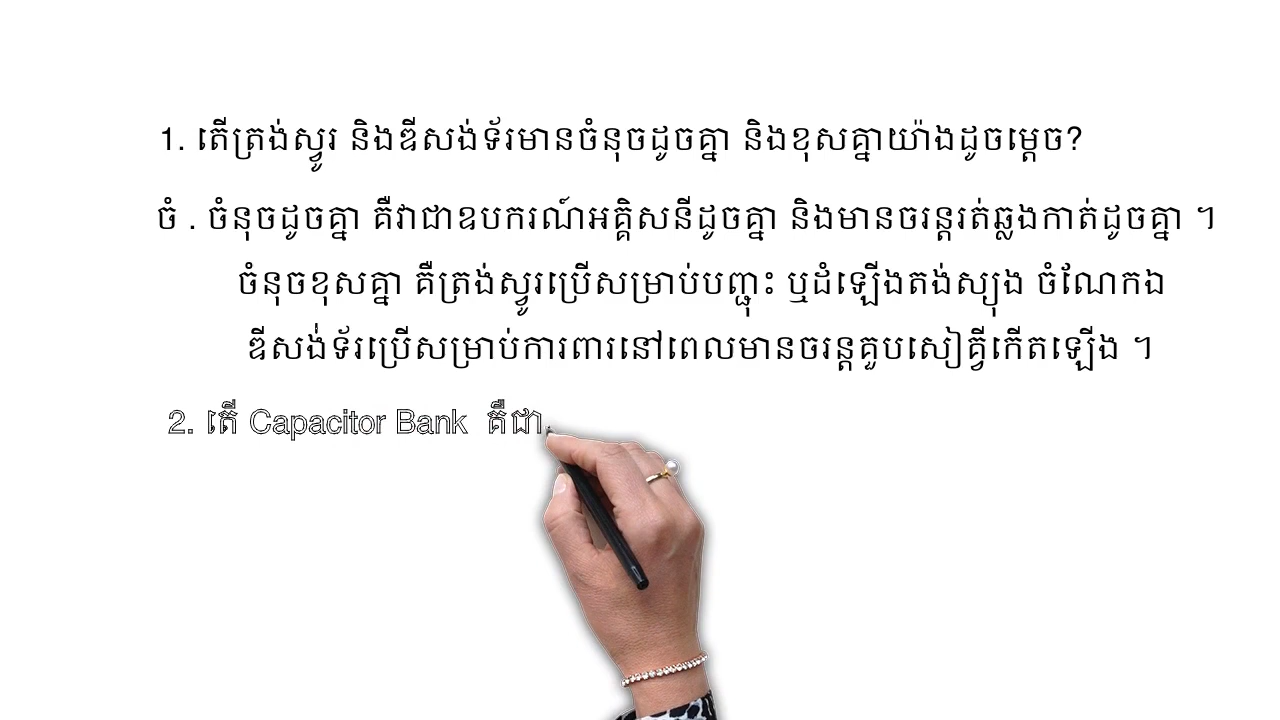 1. តើត្រង់ស្វូរ និងឌីសង់ទ័រមានចំនុចដូចគ្នា និងខុសគ្នាយ៉ាងដូចម្ដេច?
ចំ . ចំនុចដូចគ្នា គឺវាជាឧបករណ៍អគ្គិសនីដូចគ្នា និងមានចរន្តរត់ឆ្លងកាត់ដូចគ្នា ។
ចំនុចខុសគ្នា គឺត្រង់ស្វូរប្រើសម្រាប់បញ្ចុះ ឬដំឡើងតង់ស្យុង ចំណែកឯ
ឌីសង់ទ័រប្រើសម្រាប់ការពារនៅពេលមានចរន្តគួបសៀគ្វីកើតឡើង ។
2. តើ Capacitor Bank គឺជា